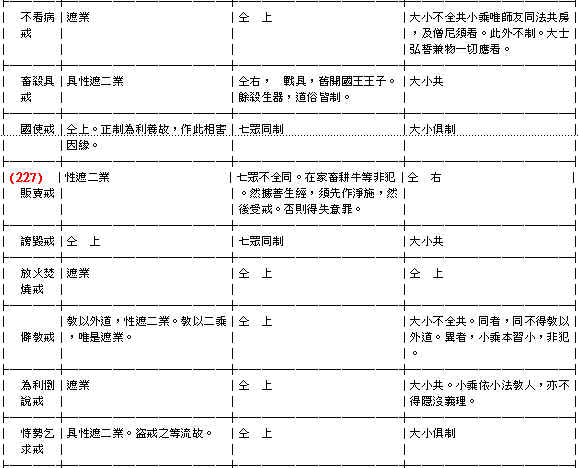 不看病 遮業 仝 上 大小不全共小乘唯師友同法共房
戒 ，及僧尼須看。此外不制。大士
弘誓兼物一切應看。
畜殺具 具性遮二業 仝右， 戰具，舊開國王王子。 大小共
戒 餘殺生器，道俗皆制。
國使戒 仝上。正制為利養故，作此相害 七眾同制 大小俱制
因緣。
(227) 性遮二業 七眾不全同。在家畜耕牛等非犯 仝 右
販賣戒 。然據善生經，須先作淨施，然
後受戒。否則得失意罪。
謗毀戒 仝 上 七眾同制 大小共
放火焚 遮業 仝 上 仝 上
燒戒
教以外道，性遮二業。教以二乘 仝 上 大小不全共。同者，同不得教以
僻教戒 ，唯是遮業。 外道。異者，小乘本習小，非犯
。
為利倒 遮業 仝 上 大小共。小乘依小法教人，亦不
說戒 得隱沒義理。
恃勢乞 具性遮二業。盜戒之等流故。 仝 上 大小俱制
求戒